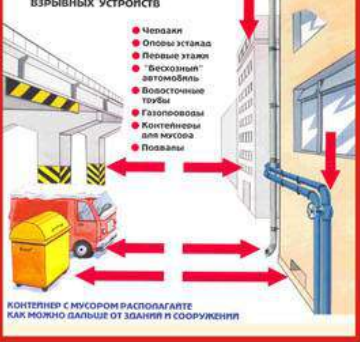 ВЗРЫВНЫХ УСТРОЙСТВ
Чердаки
Опоры эстакад
Первые этажи
"Бесхозный"
автомобиль
Водосточные
трубы
Газопроводы
Контейнеры
для мусора
Подвалы
КОНТЕЙНЕР С МУСОРОМ РАСПОЛАГАЙТЕ
КАК МОЖНО ДАЛЬШЕ ОТ ЗДАНИЙ И СООРУЖЕНИЙ